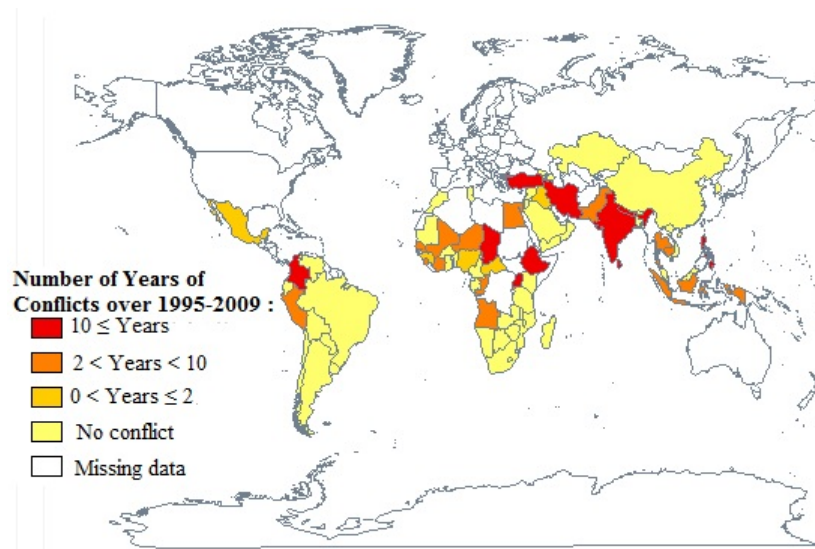 Number of Years of
Conflicts over 1995-2009 :
10 ≤ Years
2 < Years < 10
0 < Years ≤ 2
No conflict
Missing data